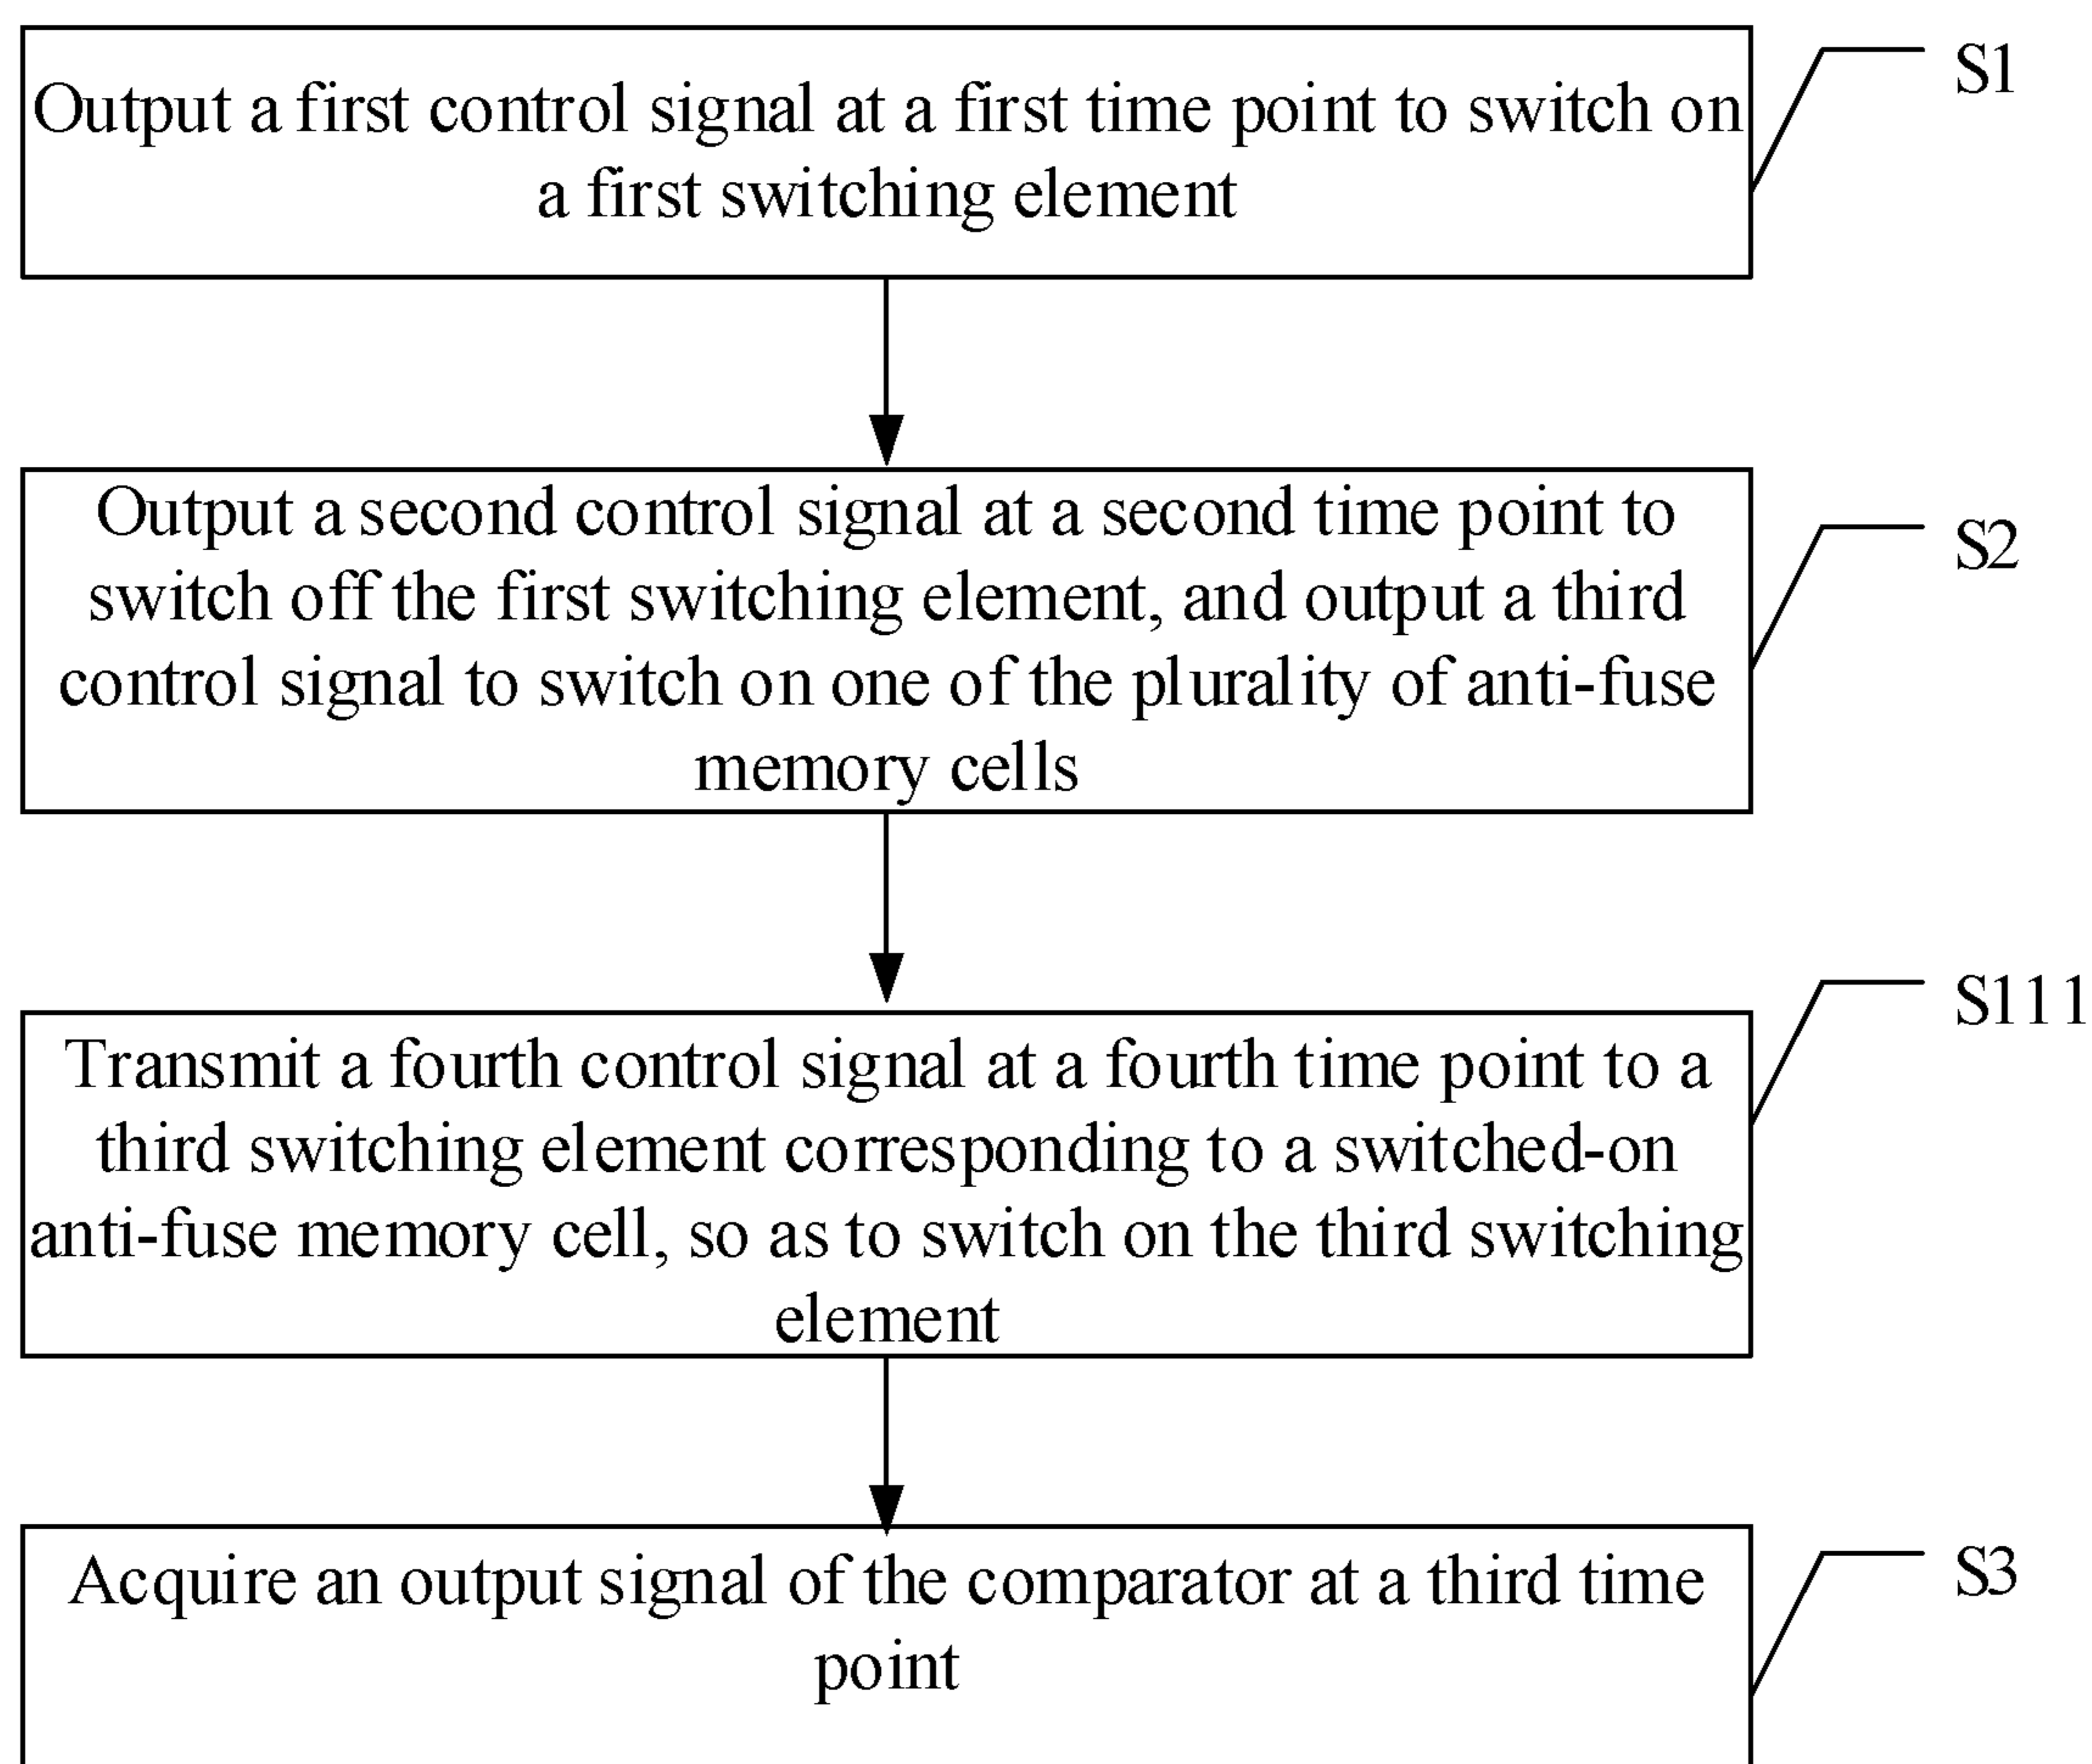 Output a first control signal at a first time point to switch on
a first switching element
S1
Output a second control signal at a second time point to
switch off the first switching element, and output a third
control signal to switch on one of the plurality of anti-fuse
memory cells
S2
Transmit a fourth control signal at a fourth time point to a
third switching element corresponding to a switched-on
anti-fuse memory cell, so as to switch on the third switching
element
S111
Acquire an output signal of the comparator at a third time
point
S3